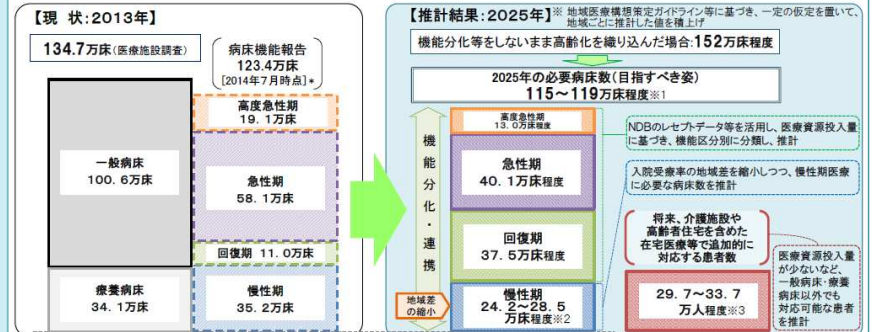 【現 状:2013年】
134.7万床(医療施設調査)
病床機能報告
123.4万床
[2014年7月時点]*
一般病床
100.6万床
療養病床
34.1万床
高度急性期
19.1万床
急性期
58.1万床
回復期 11.0万床
慢性期
35.2万床
【推計結果:2025年】※ 地域医療構想策定ガイドライン等に基づき、一定の仮定を置いて、
地域ごとに推計した値を積上げ
機能分化等をしないまま高齢化を織り込んだ場合:152万床程度
2025年の必要病床数(目指すべき姿)
115~119万床程度※1
機能分化・連携
地域差
の縮小
高度急性期
13.0万床程度
急性期
40.1万床程度
回復期
37.5万床程度
慢性期
24.2~28.5
万床程度※2
NDBのレセプトデータ等を活用し、医療資源投入量
に基づき、機能区分別に分類し、推計
入院受療率の地域差を縮小しつつ、慢性期医療
に必要な病床数を推計
将来、介護施設や
高齢者住宅を含めた
在宅医療等で追加的に
対応する患者数
29.7~33.7
万人程度※3
医療資源投入量
が少ないなど、
一般病床・療養
病床以外でも
対応可能な患者
を推計